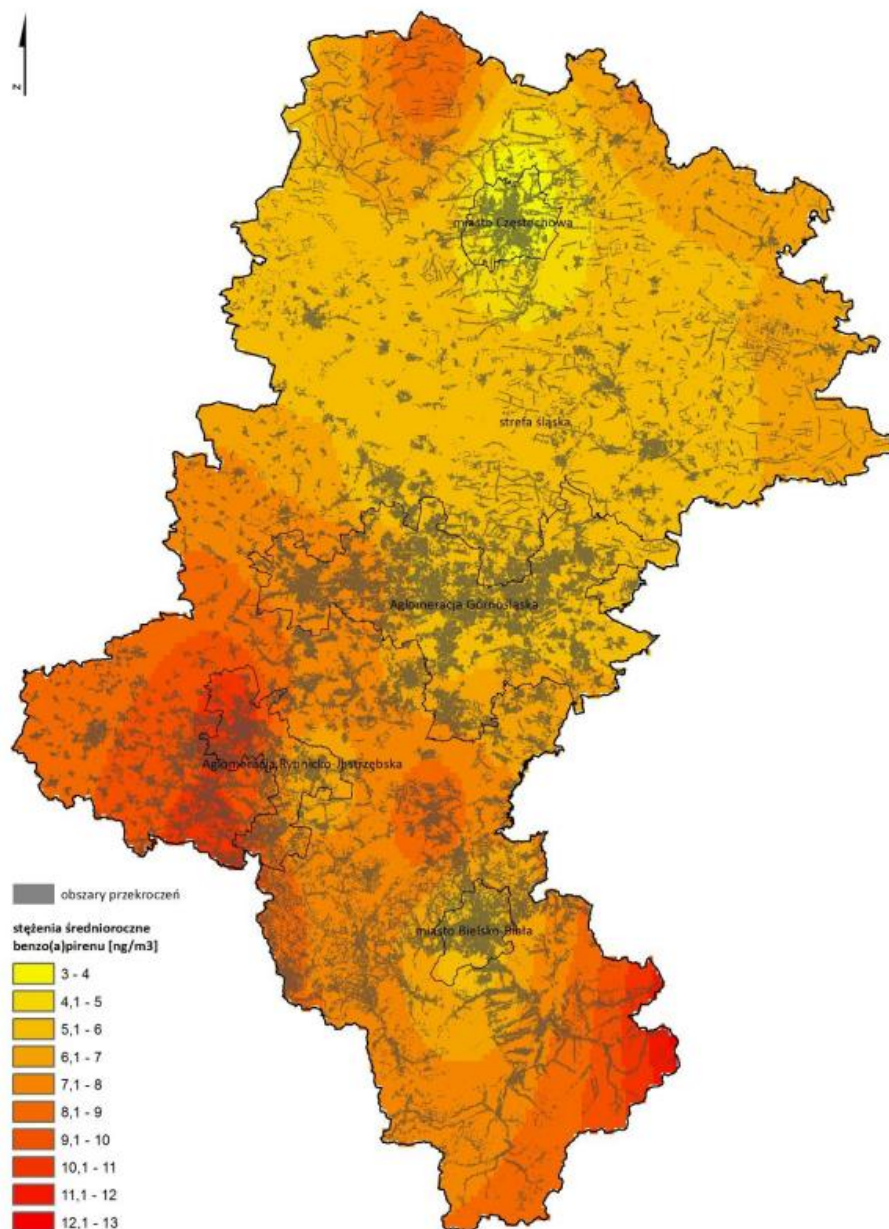 N
miasto Częstochowa
strefa śląska
Aglomeracja Górnośląska
Aglomeracja Rybnicko-Jastrzębska
miasto Bielsko-Biała
obszary przekroczeń
stężenia średnioroczne
benzo(a)pirenu [ng/m3]
3 - 4
4,1 - 5
5,1 - 6
6,1 - 7
7,1 - 8
8,1 - 9
9,1 - 10
10,1 - 11
11,1 - 12
12,1 - 13